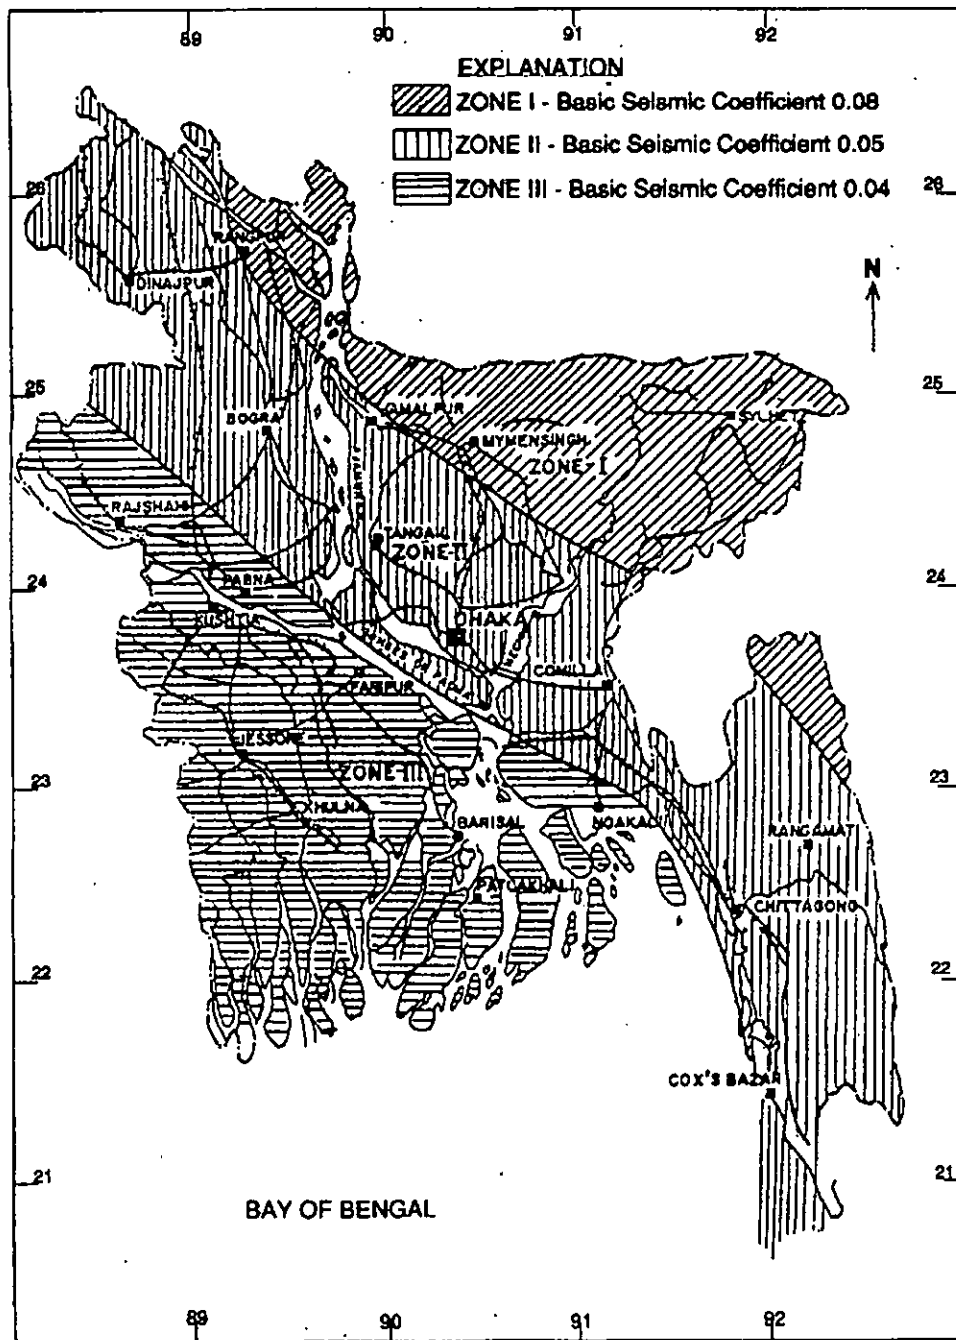 89 90 91 92
EXPLANATION
ZONE I - Basic Seismic Coefficient 0.08
ZONE II - Basic Seismic Coefficient 0.05
ZONE III - Basic Seismic Coefficient 0.04
26 26
RANGPUR
N
DINAJPUR
25 25
BOGRA
JAMALPUR
SYLHET
MYMENSINGH
ZONE-I
RAJSHAHI
TANGAIL
ZONE-II
24 24
PABNA
KUSHTIA
DHAKA
COMILLA
FARIPUR
JESSORE
ZONE-III
23 23
KHULNA
BARISAL
NOAKALI
RANGAMATI
PATUAKHALI
CHITTAGONG
22 22
COX'S BAZAR
21 21
BAY OF BENGAL
89 90 91 92